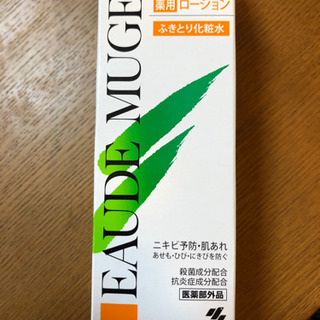 薬用ローション
ふきとり化粧水
EAUDE MUGE
ニキビ予防・肌あれ
あせも・ひび・にきびを防ぐ
殺菌成分配合
抗炎症成分配合
医薬部外品